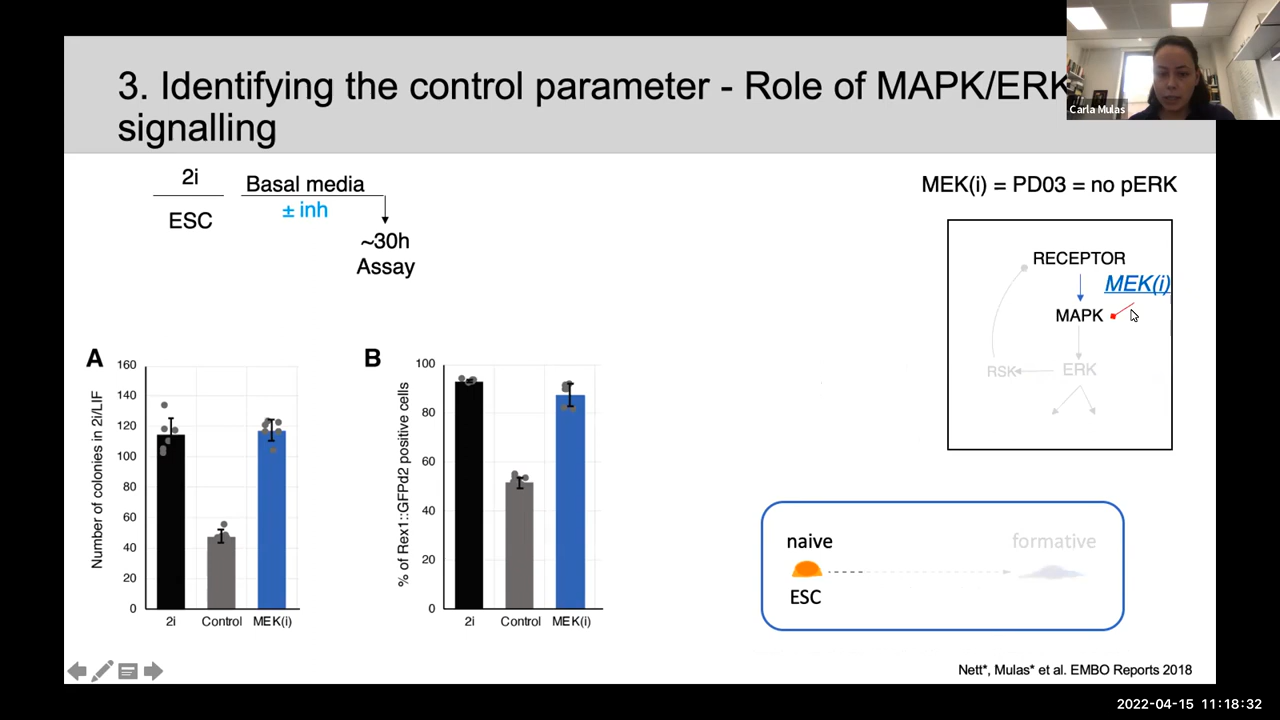 3. Identifying the control parameter - Role of MAPK/ERK
signalling
Carla Mulas
2i
Basal media
ESC
± inh
~30h
Assay
MEK(i) = PD03 = no pERK
RECEPTOR
MEK(i)
MAPK
RSK
ERK
A
160
140
120
100
80
60
40
20
0
Number of colonies in 2i/LIF
2i
Control
MEK(i)
B
100
80
60
40
20
0
% of Rex1::GFPd2 positive cells
2i
Control
MEK(i)
naive
formative
ESC
Nett*, Mulas* et al. EMBO Reports 2018
2022-04-15 11:18:32